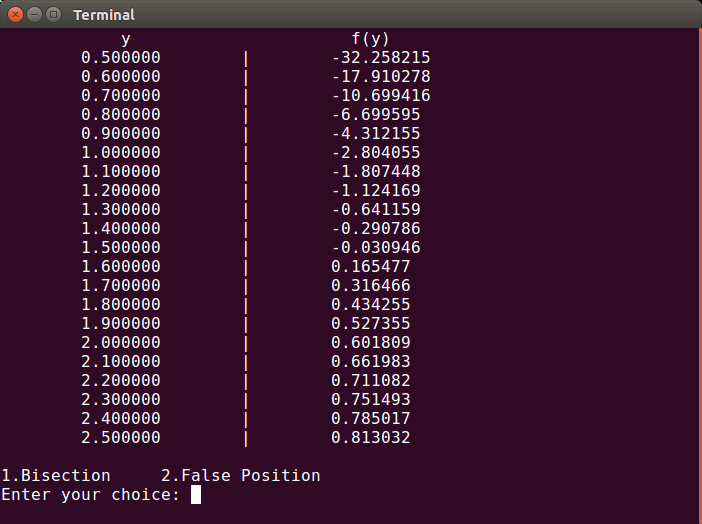 Terminal
y f(y)
0.500000 | -32.258215
0.600000 | -17.910278
0.700000 | -10.699416
0.800000 | -6.699595
0.900000 | -4.312155
1.000000 | -2.804055
1.100000 | -1.807448
1.200000 | -1.124169
1.300000 | -0.641159
1.400000 | -0.290786
1.500000 | -0.030946
1.600000 | 0.165477
1.700000 | 0.316466
1.800000 | 0.434255
1.900000 | 0.527355
2.000000 | 0.601809
2.100000 | 0.661983
2.200000 | 0.711082
2.300000 | 0.751493
2.400000 | 0.785017
2.500000 | 0.813032
1.Bisection 2.False Position
Enter your choice: